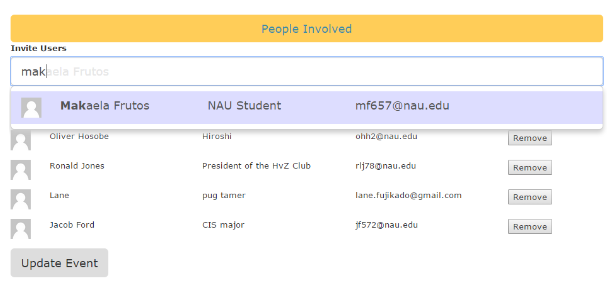 People Involved
Invite Users
makaela Frutos
Makaela Frutos NAU Student mf657@nau.edu
Oliver Hosobe Hiroshi ohh2@nau.edu Remove
Ronald Jones President of the HvZ Club rlj78@nau.edu Remove
Lane pug tamer lane.fujikado@gmail.com Remove
Jacob Ford CIS major jf572@nau.edu Remove
Update Event